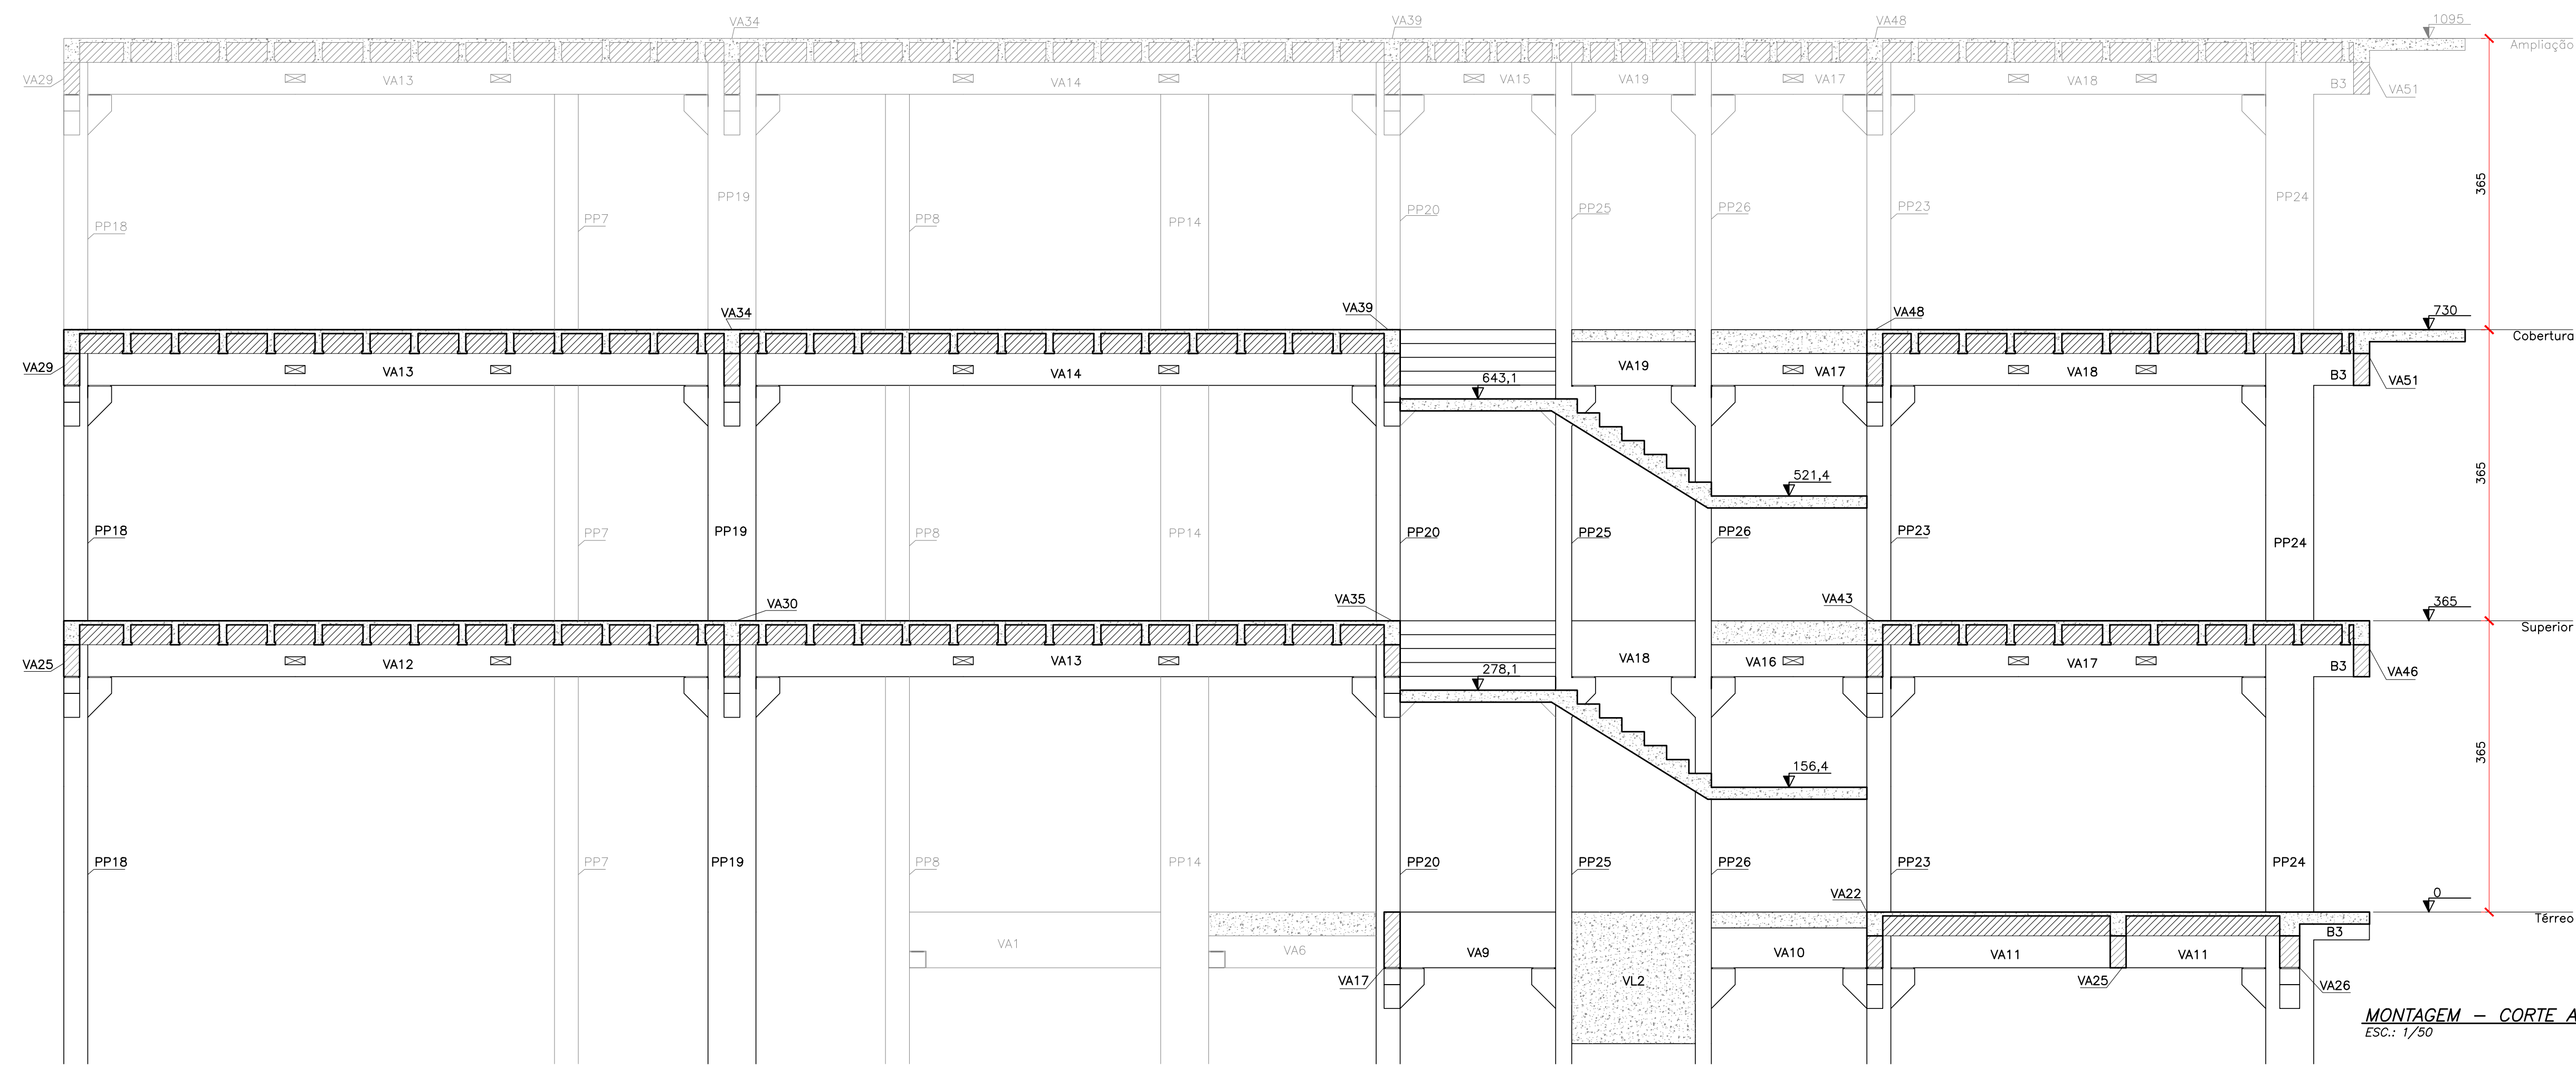 VA34 VA39 VA48 1095
Ampliação
VA29 VA13 VA14 VA15 VA19 VA17 VA18 B3 VA51
365
PP18 PP7 PP19 PP8 PP14 PP20 PP25 PP26 PP23 PP24
VA34 VA39 VA48 730
Cobertura
VA29 VA13 VA14 643,1 VA19 VA17 VA18 B3 VA51
365
521,4
PP18 PP7 PP19 PP8 PP14 PP20 PP25 PP26 PP23 PP24
VA30 VA35 VA43 365
Superior
VA25 VA12 VA13 278,1 VA18 VA16 VA17 B3 VA46
365
156,4
PP18 PP7 PP19 PP8 PP14 PP20 PP25 PP26 PP23 PP24
VA22 0
Térreo
VA1 VA6 VA9 VA10 VA11 VA11 B3
VA17 VL2 VA25 VA26
MONTAGEM - CORTE A
ESC.: 1/50